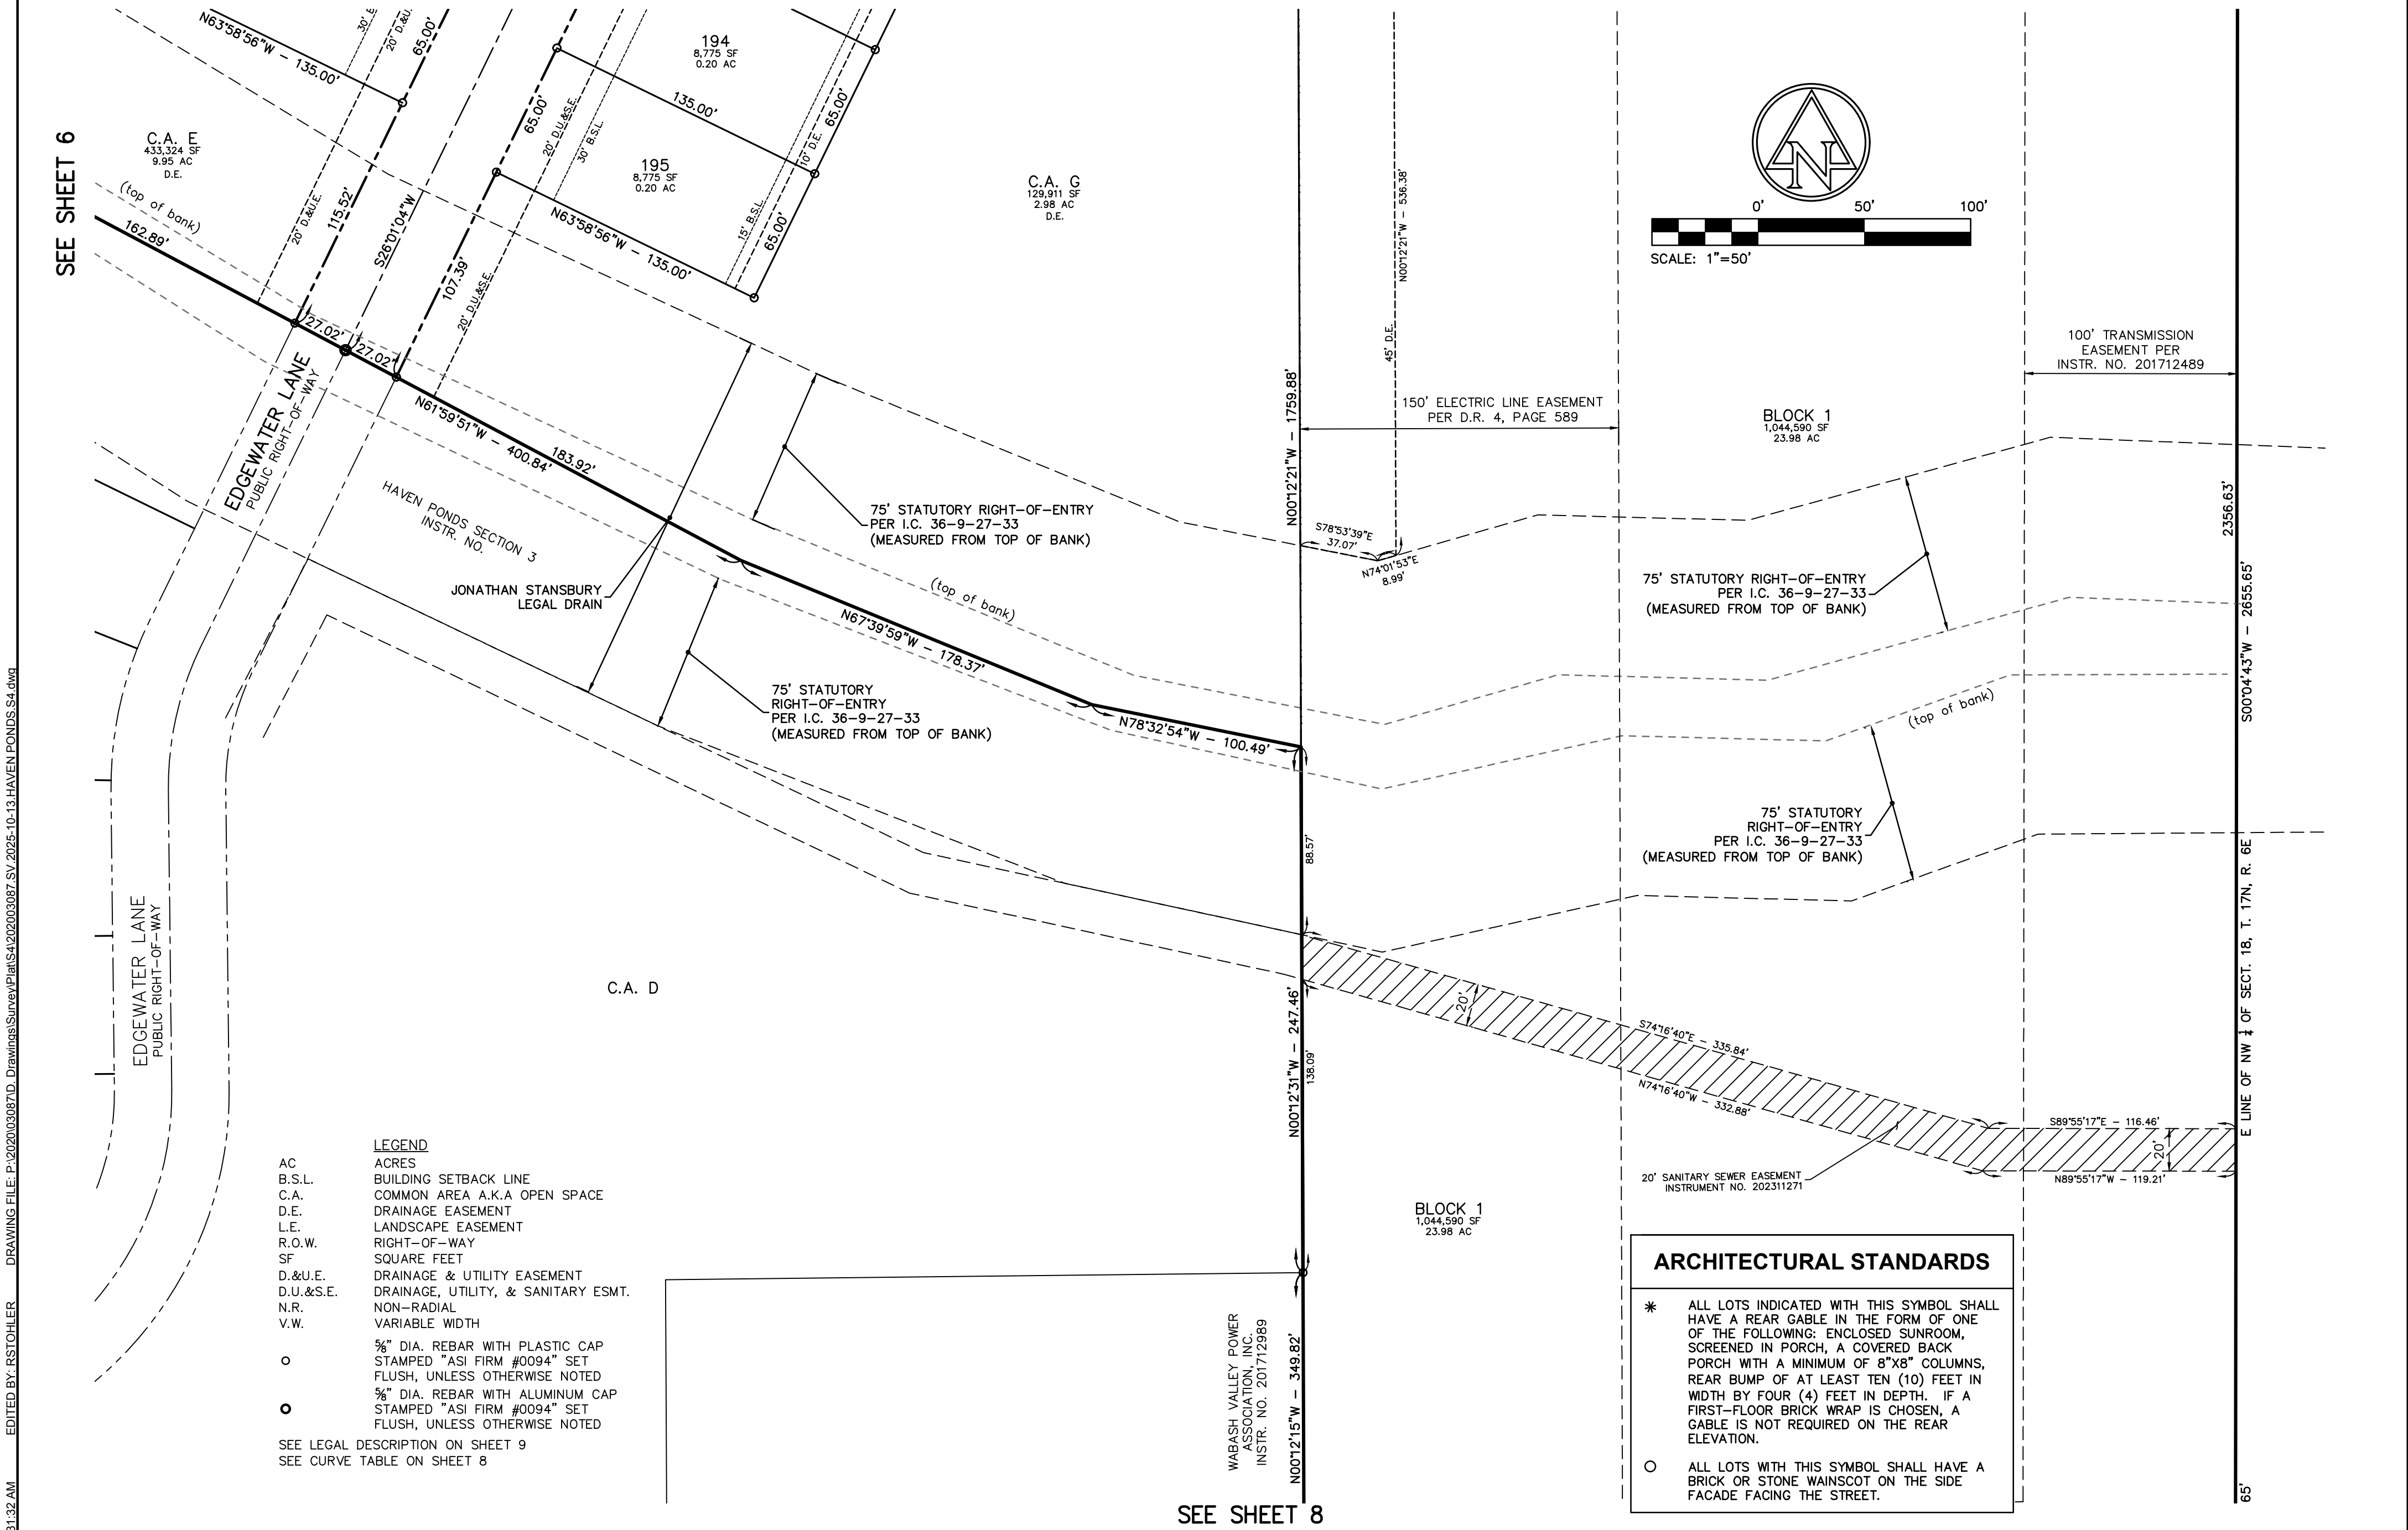 SEE SHEET 6
N63°58'56"W – 135.00'
20' D.&U.
65.00'
C.A. E
433,324 SF
9.95 AC
D.E.
(top of bank)
162.89'
20' D.&U.E.
115.52'
S26°01'04"W
27.02'
27.02'
107.39'
20' D.U.&S.E.
65.00'
20' D.U.&S.E.
30' B.S.L.
194
8,775 SF
0.20 AC
135.00'
10' D.E.
65.00'
195
8,775 SF
0.20 AC
N63°58'56"W – 135.00'
15' B.S.L.
65.00'
C.A. G
129,911 SF
2.98 AC
D.E.
N00°12'21"W – 536.38'
45' D.E.
N
0'
50'
100'
SCALE: 1"=50'
100' TRANSMISSION
EASEMENT PER
INSTR. NO. 201712489
150' ELECTRIC LINE EASEMENT
PER D.R. 4, PAGE 589
BLOCK 1
1,044,590 SF
23.98 AC
N00°12'21"W – 1759.88'
EDGEWATER LANE
PUBLIC RIGHT–OF–WAY
N61°59'51"W – 400.84'
183.92'
HAVEN PONDS SECTION 3
INSTR. NO.
JONATHAN STANSBURY
LEGAL DRAIN
75' STATUTORY RIGHT–OF–ENTRY
PER I.C. 36–9–27–33
(MEASURED FROM TOP OF BANK)
(top of bank)
S78°53'39"E
37.07'
N74°01'53"E
8.99'
75' STATUTORY RIGHT–OF–ENTRY
PER I.C. 36–9–27–33
(MEASURED FROM TOP OF BANK)
2356.63'
S00°04'43"W – 2655.65'
N67°39'59"W – 178.37'
75' STATUTORY
RIGHT–OF–ENTRY
PER I.C. 36–9–27–33
(MEASURED FROM TOP OF BANK)
N78°32'54"W – 100.49'
(top of bank)
75' STATUTORY
RIGHT–OF–ENTRY
PER I.C. 36–9–27–33
(MEASURED FROM TOP OF BANK)
88.57'
E LINE OF NW ¼ OF SECT. 18, T. 17N, R. 6E
EDGEWATER LANE
PUBLIC RIGHT–OF–WAY
C.A. D
N00°12'31"W – 247.46'
138.09'
20'
S74°16'40"E – 335.84'
N74°16'40"W – 332.88'
S89°55'17"E – 116.46'
20'
N89°55'17"W – 119.21'
20' SANITARY SEWER EASEMENT
INSTRUMENT NO. 202311271
BLOCK 1
1,044,590 SF
23.98 AC
LEGEND
AC ACRES
B.S.L. BUILDING SETBACK LINE
C.A. COMMON AREA A.K.A OPEN SPACE
D.E. DRAINAGE EASEMENT
L.E. LANDSCAPE EASEMENT
R.O.W. RIGHT–OF–WAY
SF SQUARE FEET
D.&U.E. DRAINAGE & UTILITY EASEMENT
D.U.&S.E. DRAINAGE, UTILITY, & SANITARY ESMT.
N.R. NON–RADIAL
V.W. VARIABLE WIDTH
⅝" DIA. REBAR WITH PLASTIC CAP
STAMPED "ASI FIRM #0094" SET
FLUSH, UNLESS OTHERWISE NOTED
⅝" DIA. REBAR WITH ALUMINUM CAP
STAMPED "ASI FIRM #0094" SET
FLUSH, UNLESS OTHERWISE NOTED
SEE LEGAL DESCRIPTION ON SHEET 9
SEE CURVE TABLE ON SHEET 8
WABASH VALLEY POWER
ASSOCIATION, INC.
INSTR. NO. 201712989
N00°12'15"W – 349.82'
ARCHITECTURAL STANDARDS
* ALL LOTS INDICATED WITH THIS SYMBOL SHALL
HAVE A REAR GABLE IN THE FORM OF ONE
OF THE FOLLOWING: ENCLOSED SUNROOM,
SCREENED IN PORCH, A COVERED BACK
PORCH WITH A MINIMUM OF 8"X8" COLUMNS,
REAR BUMP OF AT LEAST TEN (10) FEET IN
WIDTH BY FOUR (4) FEET IN DEPTH. IF A
FIRST–FLOOR BRICK WRAP IS CHOSEN, A
GABLE IS NOT REQUIRED ON THE REAR
ELEVATION.
ALL LOTS WITH THIS SYMBOL SHALL HAVE A
BRICK OR STONE WAINSCOT ON THE SIDE
FACADE FACING THE STREET.
65'
SEE SHEET 8
31:32 AM EDITED BY: RSTOHLER DRAWING FILE: P:\2020\03087\D. Drawings\Survey\Plat\S4\202003087.SV.2025-10-13.HAVEN PONDS.S4.dwg